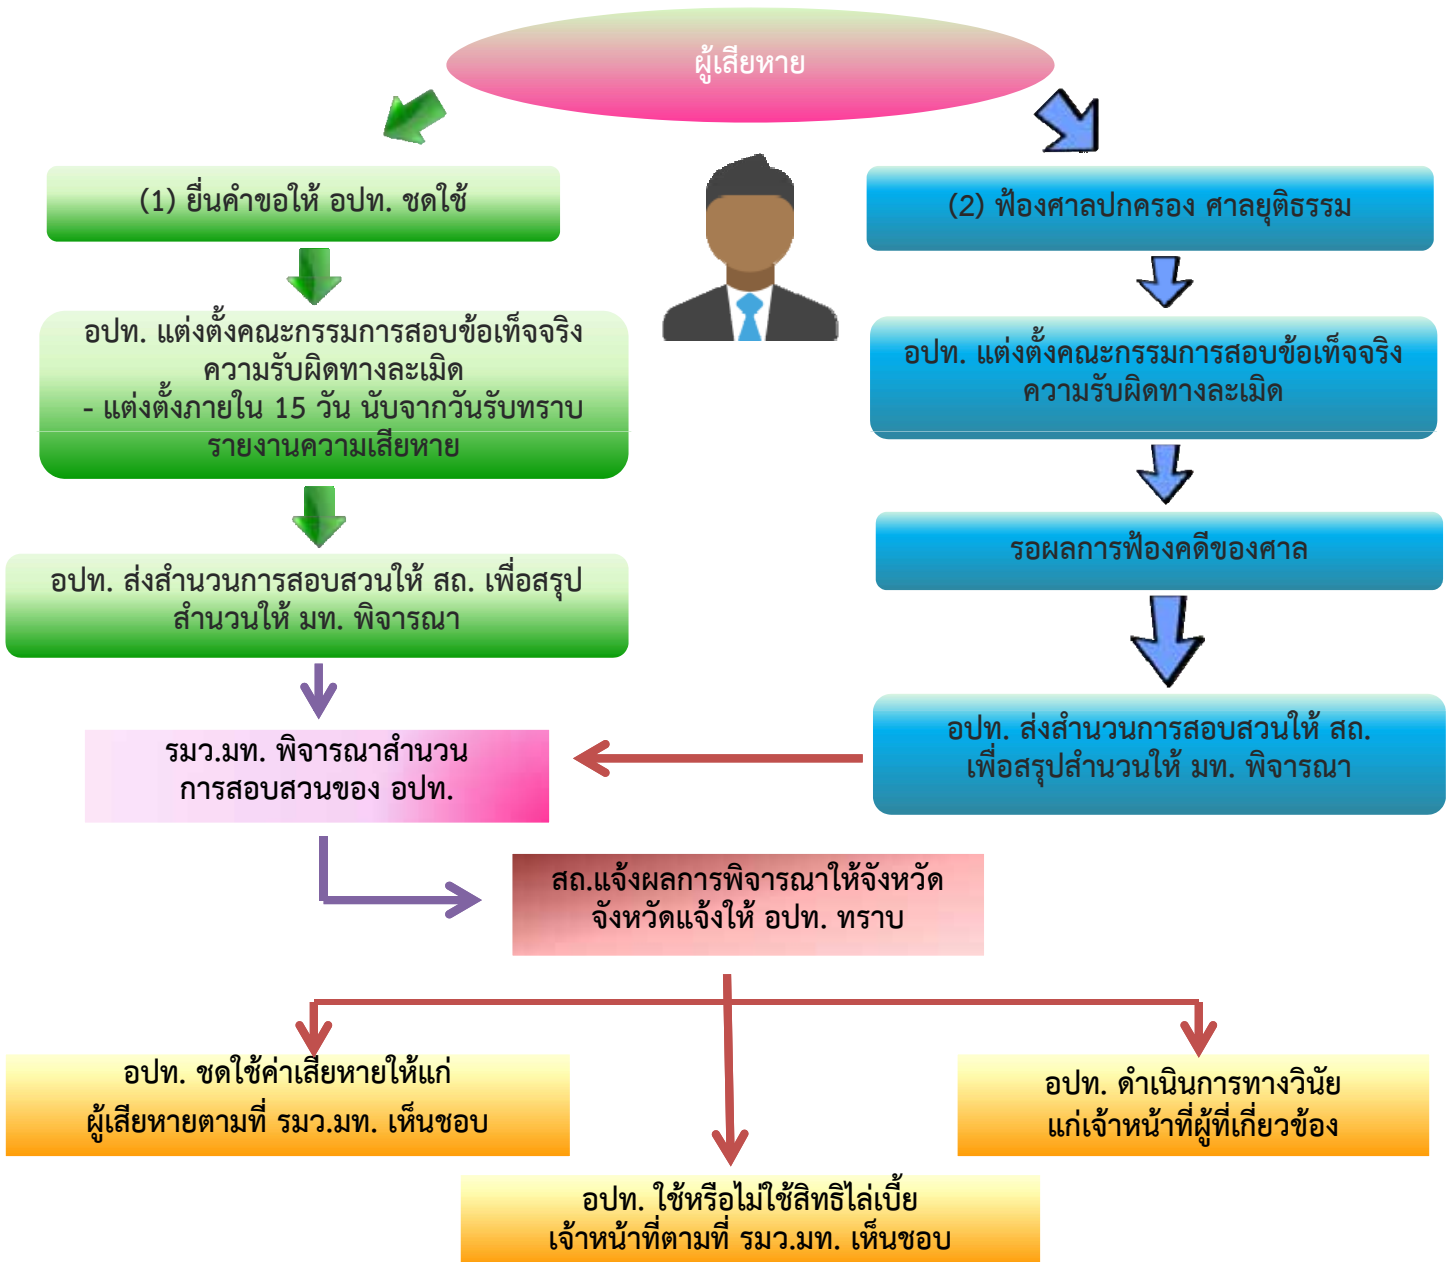 ผู้เสียหาย
(1) ยื่นคำขอให้ อปท. ชดใช้
อปท. แต่งตั้งคณะกรรมการสอบข้อเท็จจริง
ความรับผิดทางละเมิด
- แต่งตั้งภายใน 15 วัน นับจากวันรับทราบ
รายงานความเสียหาย
อปท. ส่งสำนวนการสอบสวนให้ สถ. เพื่อสรุป
สำนวนให้ มท. พิจารณา
(2) ฟ้องศาลปกครอง ศาลยุติธรรม
อปท. แต่งตั้งคณะกรรมการสอบข้อเท็จจริง
ความรับผิดทางละเมิด
รอผลการฟ้องคดีของศาล
อปท. ส่งสำนวนการสอบสวนให้ สถ.
เพื่อสรุปสำนวนให้ มท. พิจารณา
รมว.มท. พิจารณาสำนวน
การสอบสวนของ อปท.
สถ.แจ้งผลการพิจารณาให้จังหวัด
จังหวัดแจ้งให้ อปท. ทราบ
อปท. ชดใช้ค่าเสียหายให้แก่
ผู้เสียหายตามที่ รมว.มท. เห็นชอบ
อปท. ใช้หรือไม่ใช้สิทธิไล่เบี้ย
เจ้าหน้าที่ตามที่ รมว.มท. เห็นชอบ
อปท. ดำเนินการทางวินัย
แก่เจ้าหน้าที่ผู้ที่เกี่ยวข้อง